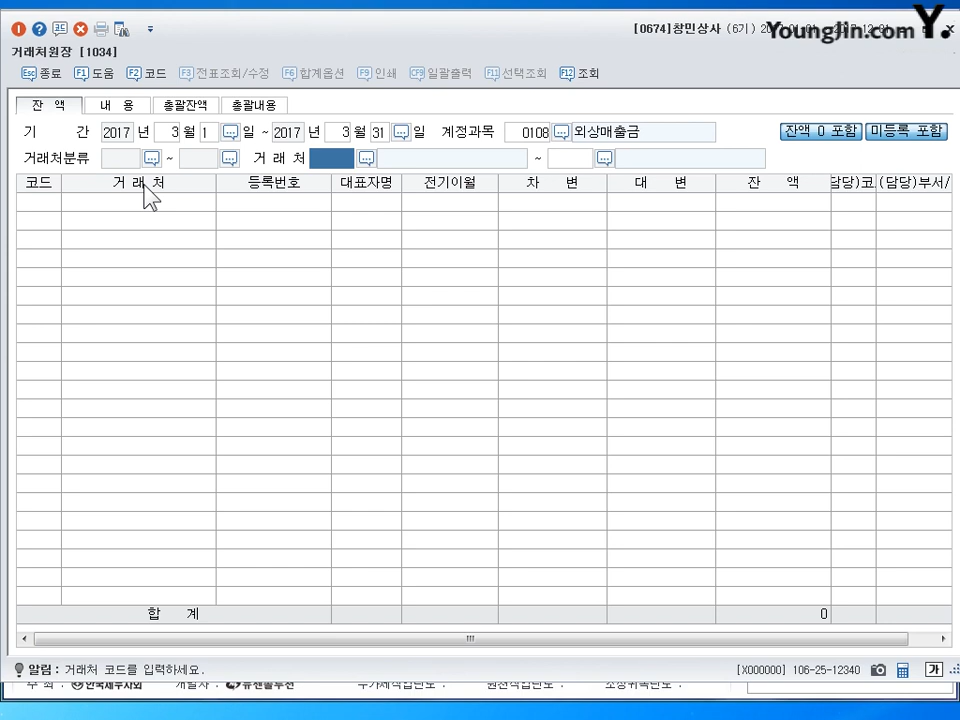 [0674]창민상사 (6기)
Youngjin.com Y.
거래처원장 [1034]
Esc 종료 F1 도움 F2 코드 F3 전표조회/수정 F6 합계옵션 F9 인쇄 CF9 일괄출력 F11 선택조회 F12 조회
잔 액 내 용 총괄잔액 총괄내용
기 간 2017 년 3 월 1 일 ~ 2017 년 3 월 31 일 계정과목 0108 외상매출금 잔액 0 포함 미등록 포함
거래처분류 ~ 거 래 처 ~
코드 거 래 처 등록번호 대표자명 전기이월 차 변 대 변 잔 액 담당)코 (담당)부서/
합 계 0
알림 : 거래처 코드를 입력하세요. [X000000] 106-25-12340 가